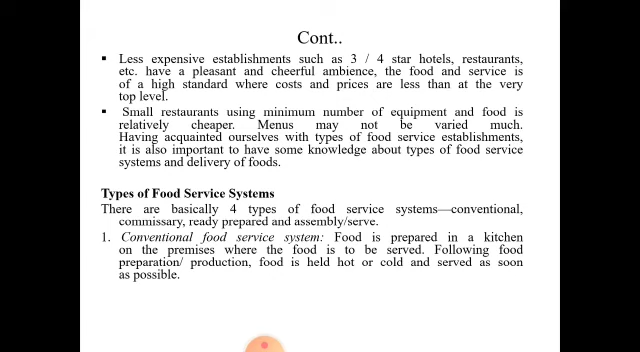 Cont..
▪ Less expensive establishments such as 3 / 4 star hotels, restaurants,
etc. have a pleasant and cheerful ambience, the food and service is
of a high standard where costs and prices are less than at the very
top level.
▪ Small restaurants using minimum number of equipment and food is
relatively cheaper. Menus may not be varied much.
Having acquainted ourselves with types of food service establishments,
it is also important to have some knowledge about types of food service
systems and delivery of foods.
Types of Food Service Systems
There are basically 4 types of food service systems—conventional,
commissary, ready prepared and assembly/serve.
1. Conventional food service system: Food is prepared in a kitchen
on the premises where the food is to be served. Following food
preparation/ production, food is held hot or cold and served as soon
as possible.